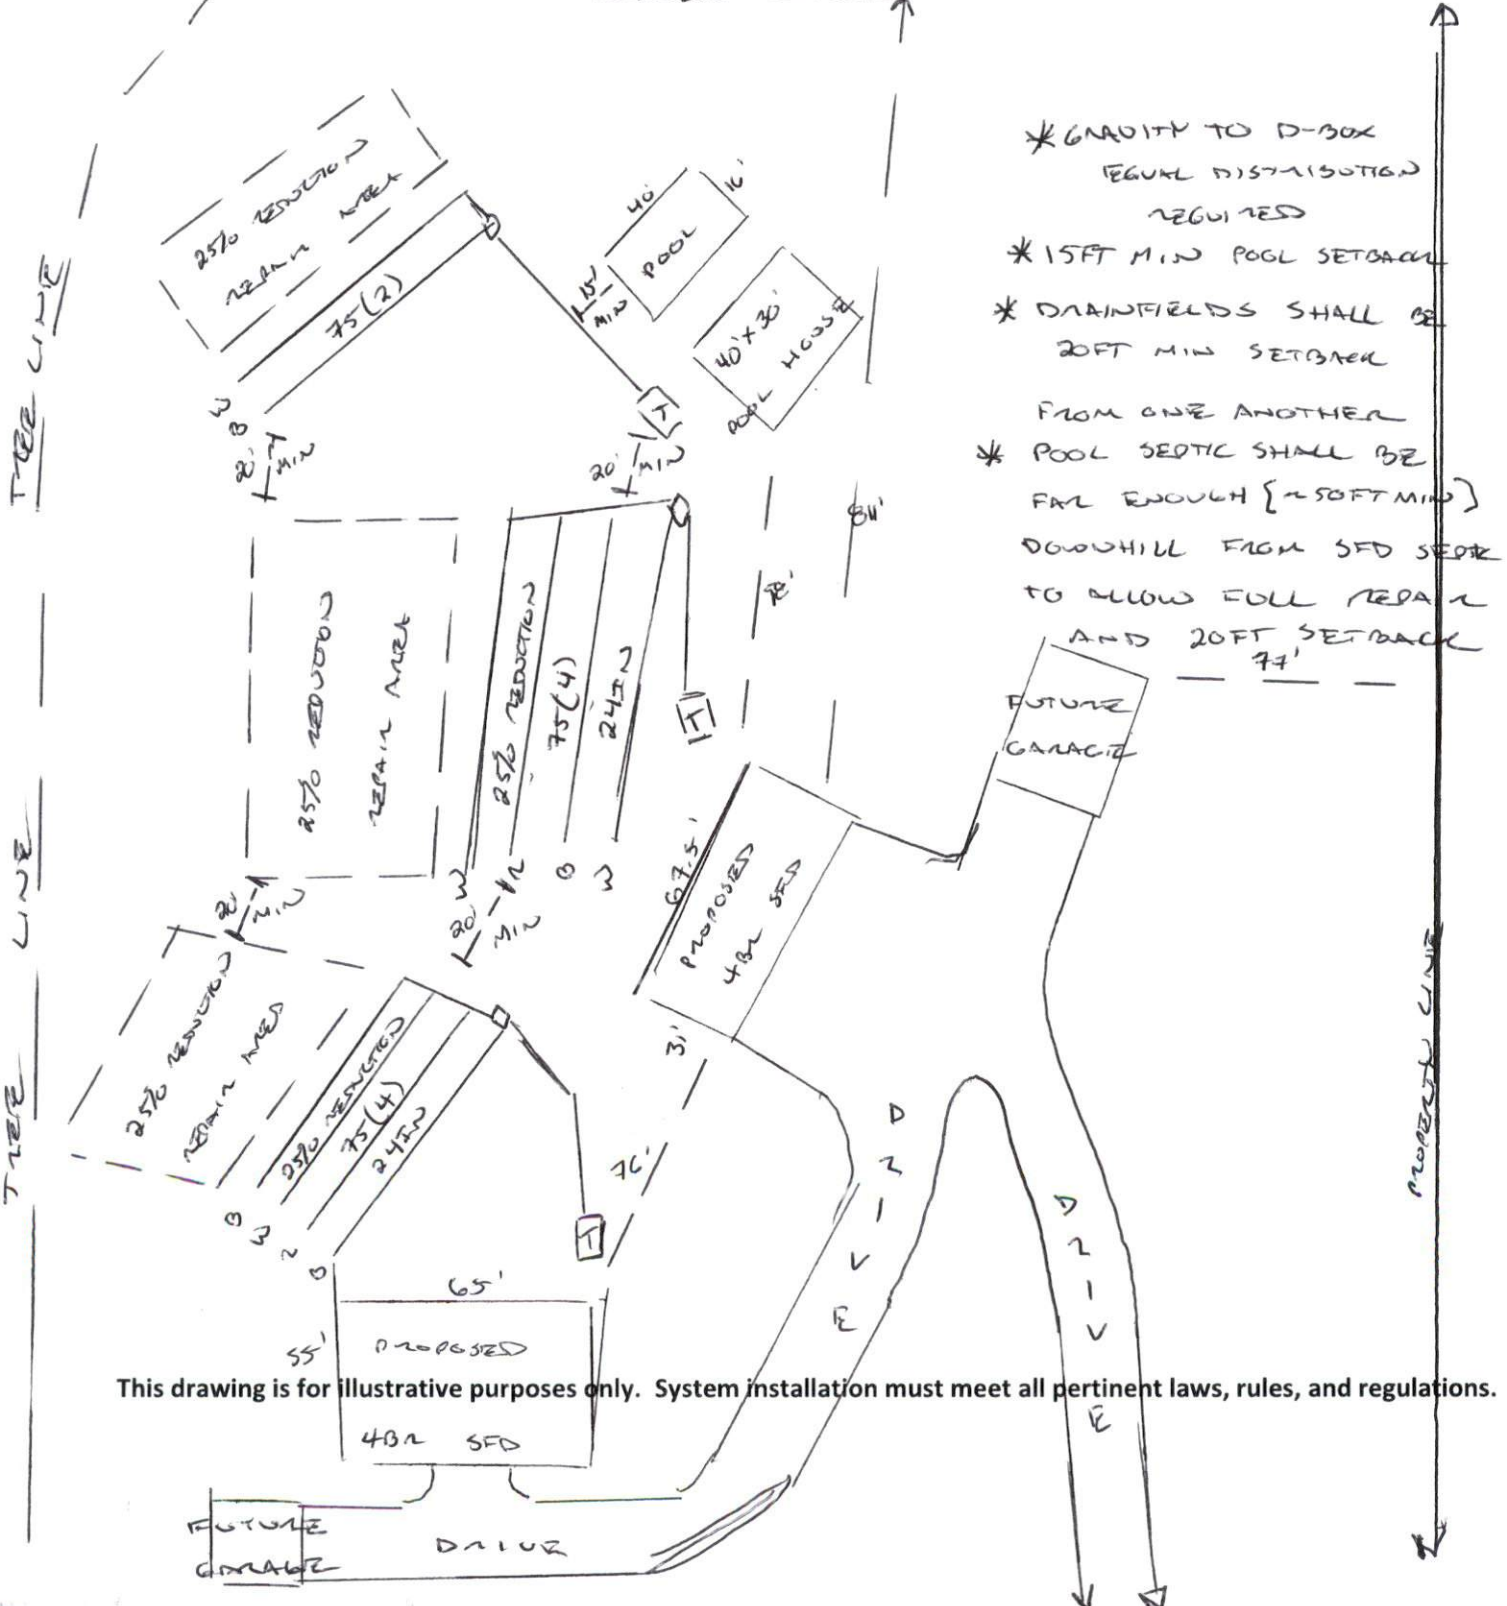 * GRAVITY TO D-BOX
EQUAL DISTRIBUTION
REQUIRED
* 15FT MIN POOL SETBACK
* DRAINFIELDS SHALL BE
20FT MIN SETBACK
FROM ONE ANOTHER
* POOL SEPTIC SHALL BE
FAR ENOUGH {~50FT MIN}
DOWNHILL FROM SFD SEPTIC
TO ALLOW FULL REPAIR
AND 20FT SETBACK
25% REDUCTION
REPAIR AREA
75(2)
W
B
20'
MIN
40'
16'
POOL
15'
MIN
40'X30'
POOL HOUSE
T
20'
MIN
TREE LINE
25% REDUCTION
REPAIR AREA
25% REDUCTION
75(4)
24IN
W
R
B
W
T
84'
77'
FUTURE
GARAGE
67.5'
PROPOSED
4BR SFD
31'
20'
MIN
20'
MIN
TREE LINE
25% REDUCTION
REPAIR AREA
25% REDUCTION
75(4)
24IN
B
W
R
B
76'
T
DRIVE
DRIVE
PROPERTY LINE
65'
55'
PROPOSED
This drawing is for illustrative purposes only. System installation must meet all pertinent laws, rules, and regulations.
4BR SFD
FUTURE
GARAGE
DRIVE